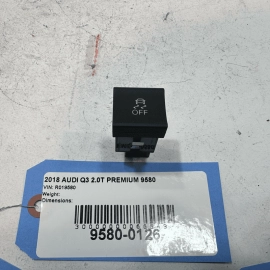 OFF
2018 AUDI Q3 2.0T PREMIUM 9580
VIN: R019580
Weight:
Dimensions:
9580-0126